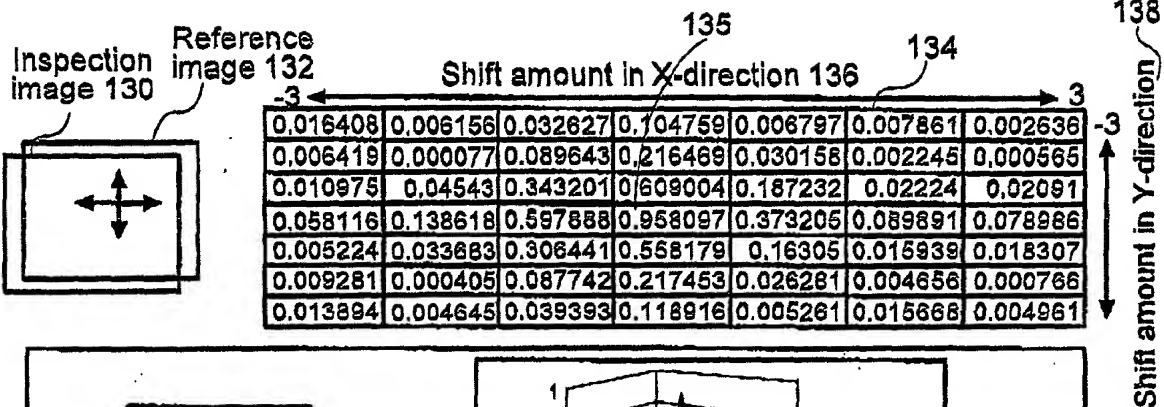 138
135
134
Inspection image 130
Reference image 132
Shift amount in X-direction 136
-3 3
0.016408 0.006156 0.032627 0.104759 0.006797 0.007861 0.002636 -3
0.006419 0.000077 0.089643 0.216469 0.030158 0.002245 0.000565
0.010975 0.04543 0.343201 0.609004 0.187232 0.02224 0.02091
0.058116 0.138618 0.597888 0.958097 0.373205 0.089891 0.078986
0.005224 0.033683 0.306441 0.558179 0.16305 0.015939 0.018307
0.009281 0.000405 0.087742 0.217453 0.026281 0.004656 0.000766
0.013894 0.004645 0.039393 0.118916 0.005261 0.015668 0.004961
Shift amount in Y-direction
1